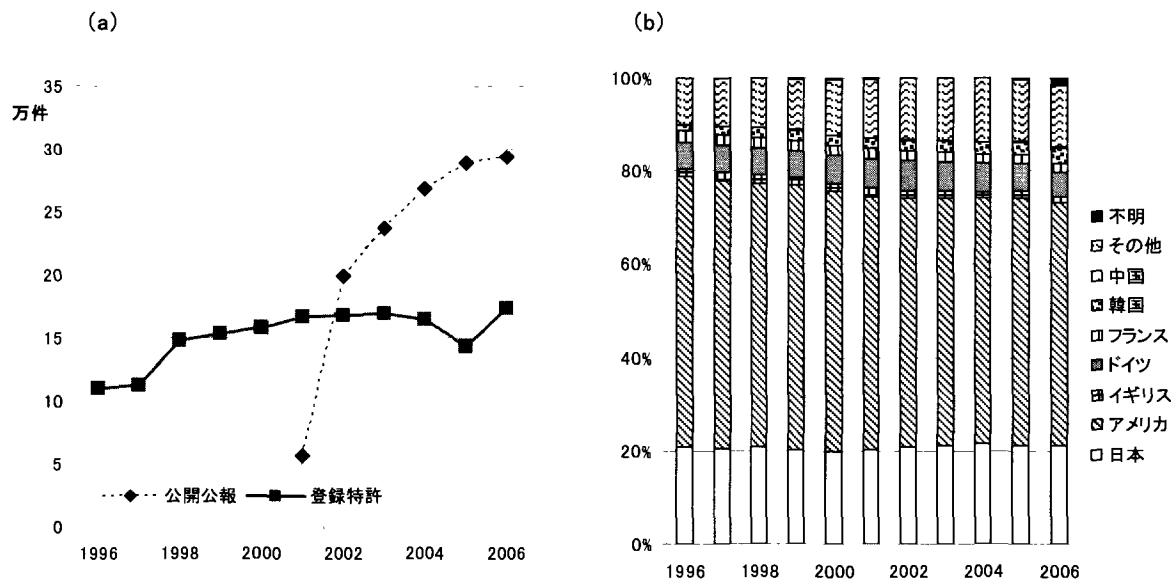 (a)
35
万件
30
25
20
15
10
5
公開公報 登録特許
0
1996 1998 2000 2002 2004 2006
(b)
100%
80%
60%
40%
20%
0%
1996 1998 2000 2002 2004 2006
不明
その他
中国
韓国
フランス
ドイツ
イギリス
アメリカ
日本